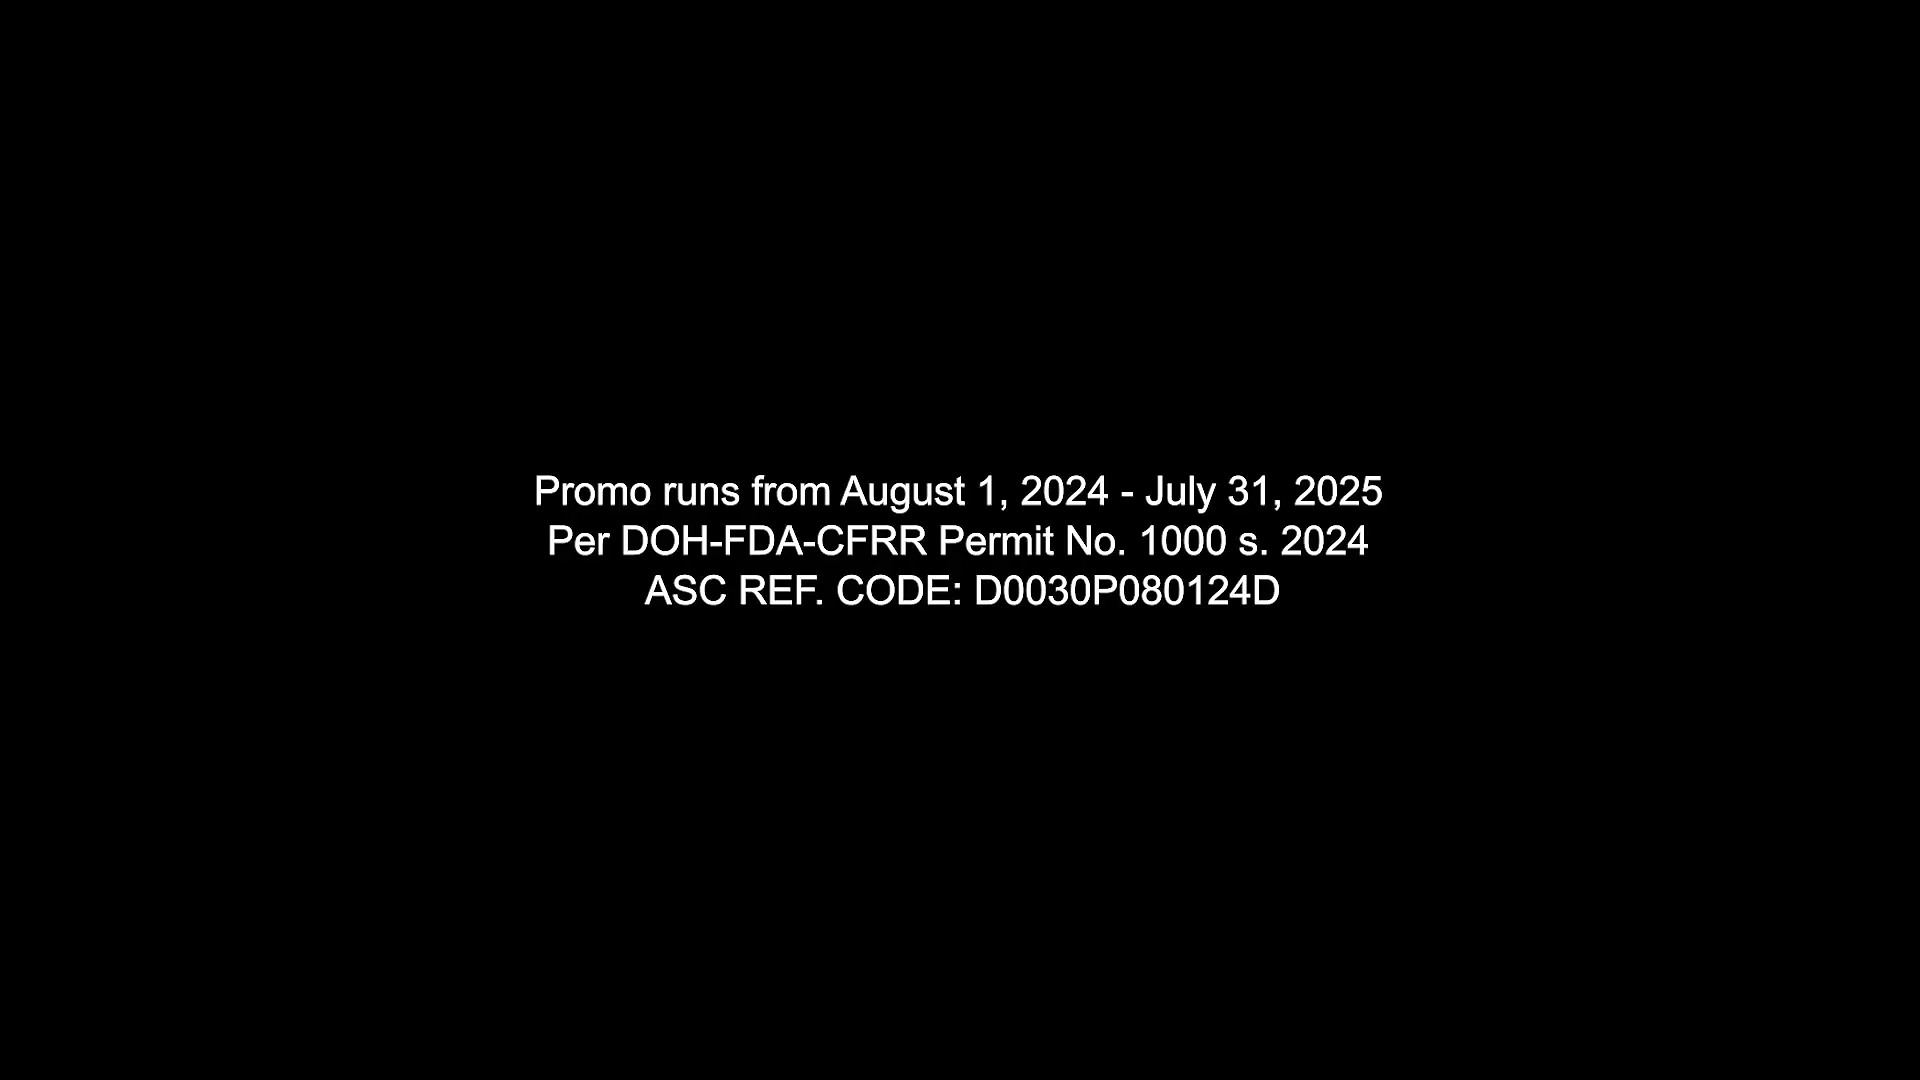 Promo runs from August 1, 2024 - July 31, 2025
Per DOH-FDA-CFRR Permit No. 1000 s. 2024
ASC REF. CODE: D0030P080124D